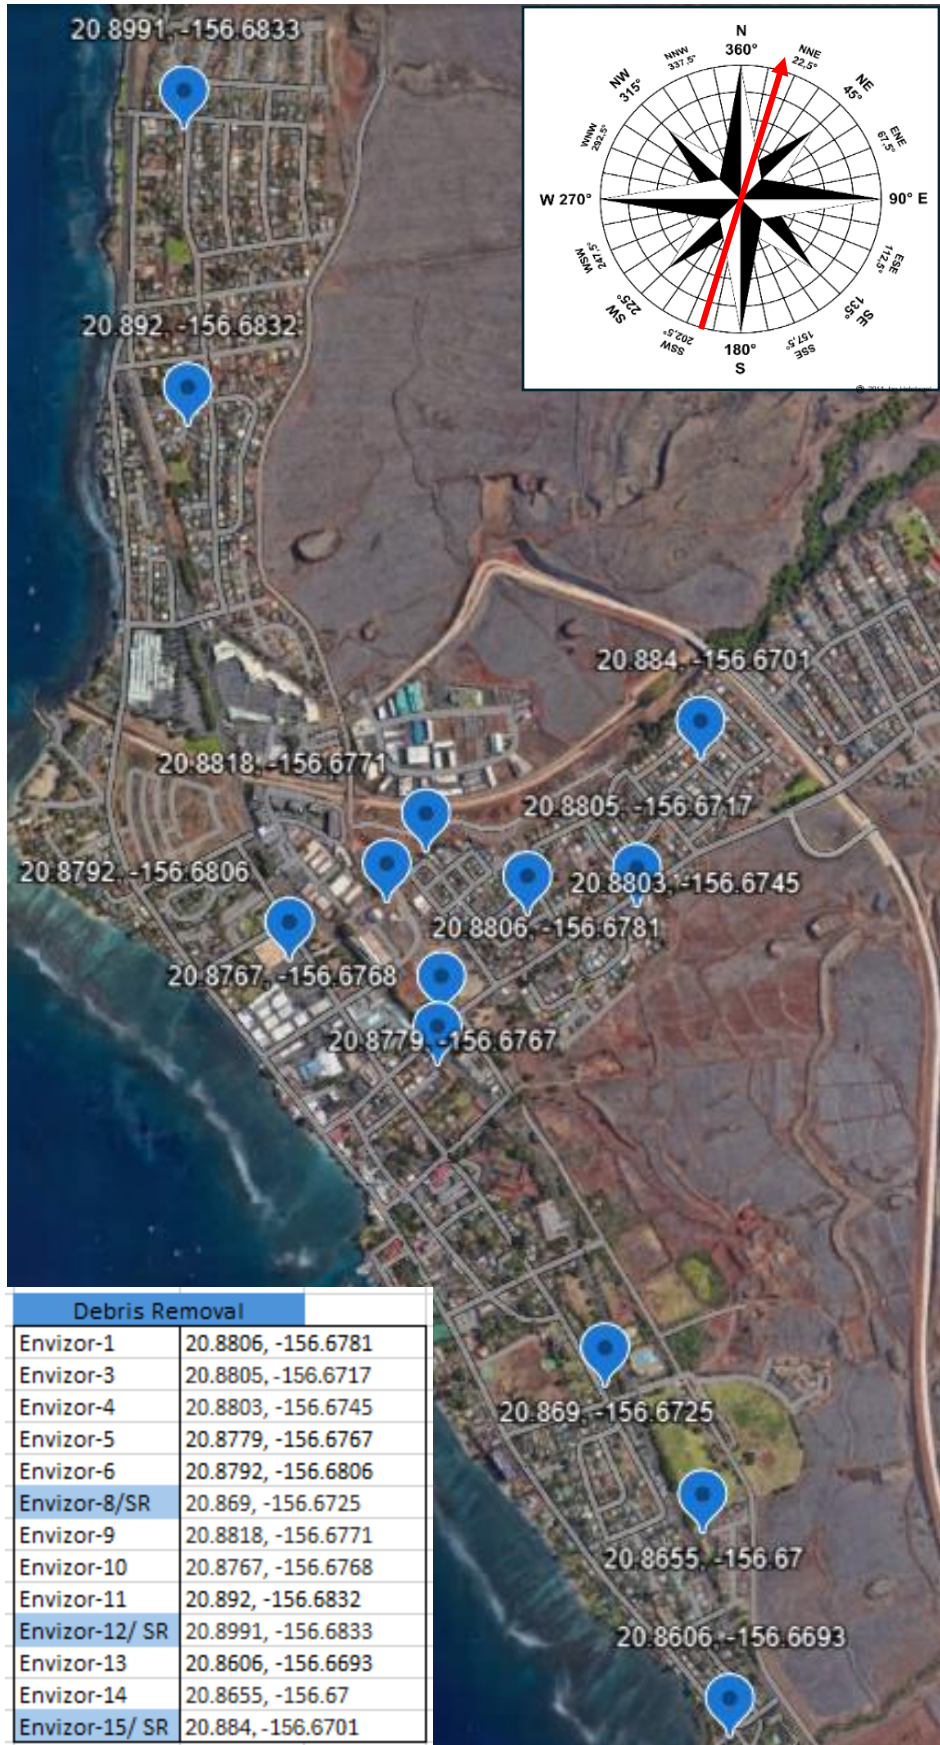 20.8991, -156.6833
N
360°
NNW
337,5°
NNE
22,5°
NW
315°
NE
45°
WNW
292,5°
ENE
67,5°
W 270°
90° E
WSW
247,5°
ESE
112,5°
SW
225°
SE
135°
SSW
202,5°
SSE
157,5°
180°
S
20.892, -156.6832
20.884, -156.6701
20.8818, -156.6771
20.8805, -156.6717
20.8792, -156.6806
20.8803, -156.6745
20.8806, -156.6781
20.8767, -156.6768
20.8779, -156.6767
20.869, -156.6725
20.8655, -156.67
20.8606, -156.6693
Debris Removal
Envizor-1 20.8806, -156.6781
Envizor-3 20.8805, -156.6717
Envizor-4 20.8803, -156.6745
Envizor-5 20.8779, -156.6767
Envizor-6 20.8792, -156.6806
Envizor-8/SR 20.869, -156.6725
Envizor-9 20.8818, -156.6771
Envizor-10 20.8767, -156.6768
Envizor-11 20.892, -156.6832
Envizor-12/ SR 20.8991, -156.6833
Envizor-13 20.8606, -156.6693
Envizor-14 20.8655, -156.67
Envizor-15/ SR 20.884, -156.6701